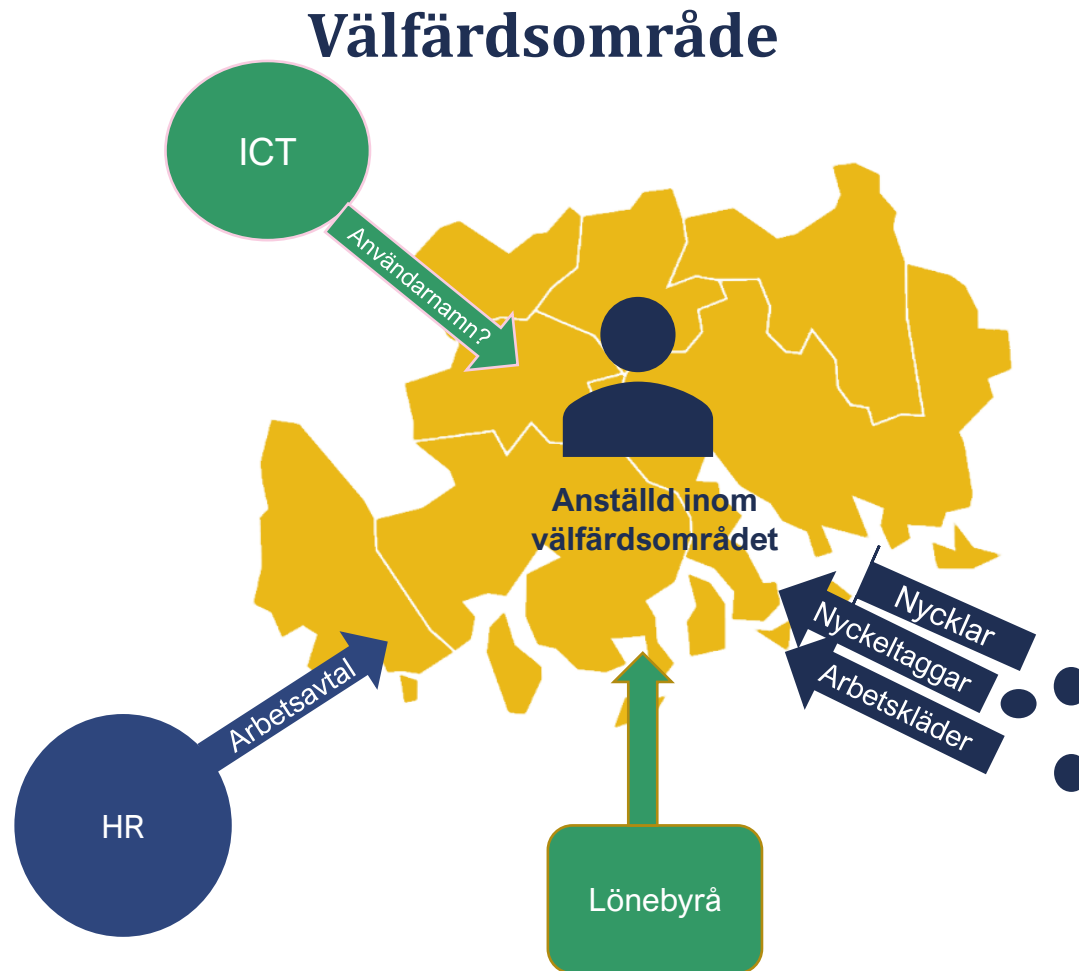 Välfärdsområde
ICT
Användarnamn?
Anställd inom
välfärdsområdet
Nycklar
Nyckeltaggar
Arbetskläder
Arbetsavtal
HR
Lönebyrå